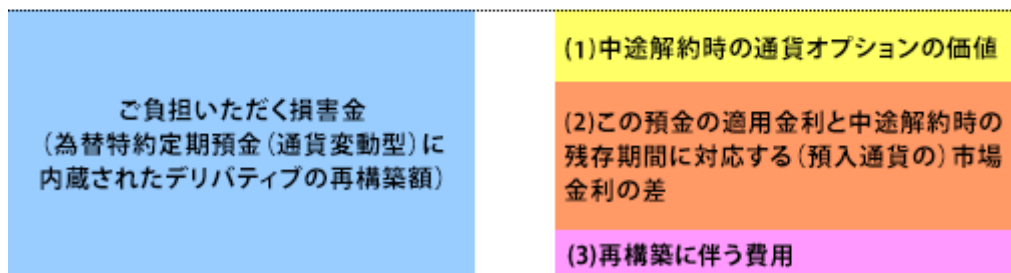 ご負担いただく損害金
(為替特約定期預金(通貨変動型)に
内蔵されたデリバティブの再構築額)
(1)中途解約時の通貨オプションの価値
(2)この預金の適用金利と中途解約時の
残存期間に対応する(預入通貨の)市場
金利の差
(3)再構築に伴う費用